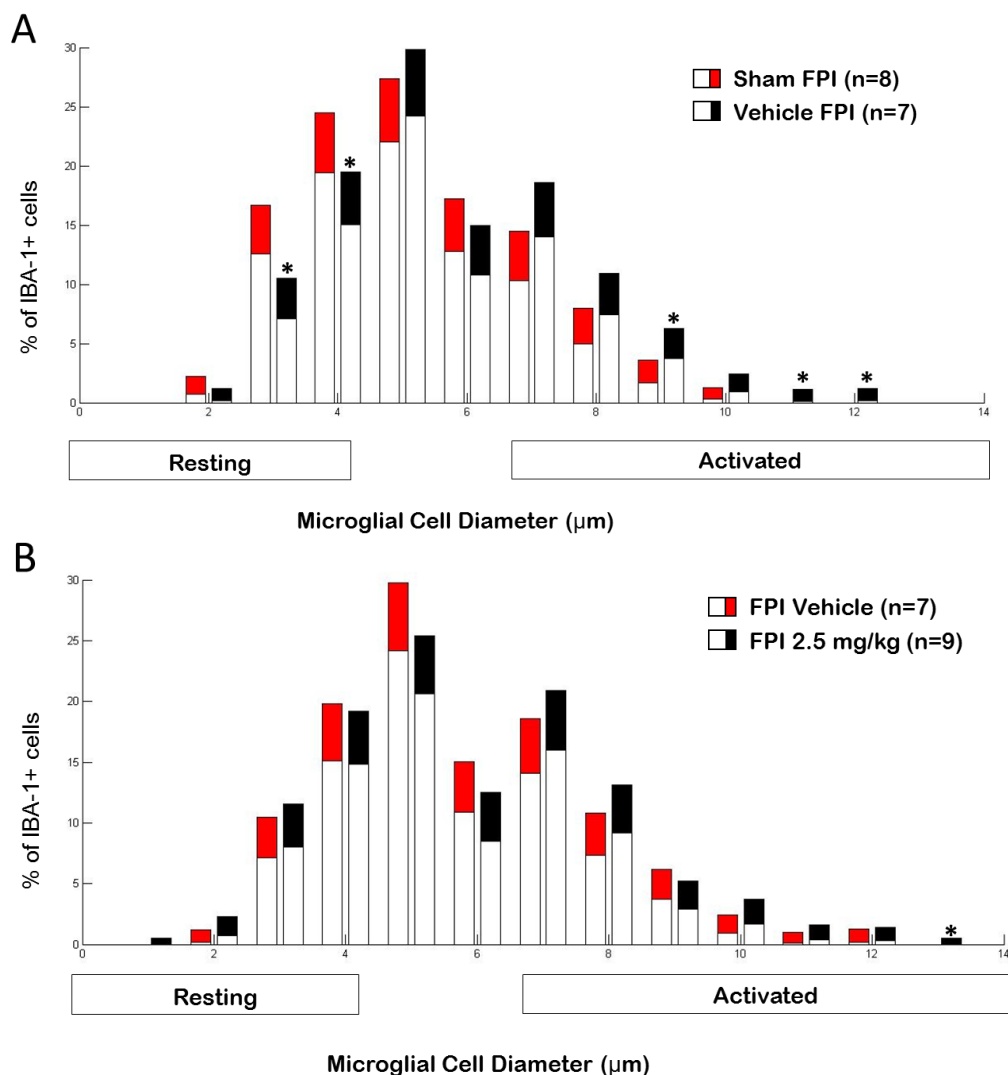 A
30
25
20
15
10
5
0
% of IBA-1+ cells
Sham FPI (n=8)
Vehicle FPI (n=7)
*
*
*
*
*
0 2 4 6 8 10 12 14
Resting Activated
Microglial Cell Diameter (µm)
B
30
25
20
15
10
5
0
% of IBA-1+ cells
FPI Vehicle (n=7)
FPI 2.5 mg/kg (n=9)
*
0 2 4 6 8 10 12 14
Resting Activated
Microglial Cell Diameter (µm)